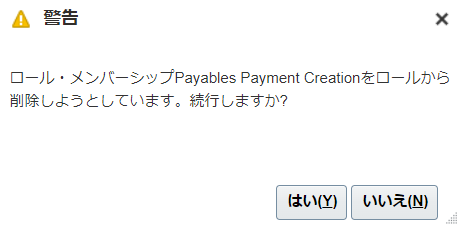 警告
ロール・メンバーシップPayables Payment Creationをロールから
削除しようとしています。続行しますか?
はい(Y) いいえ(N)